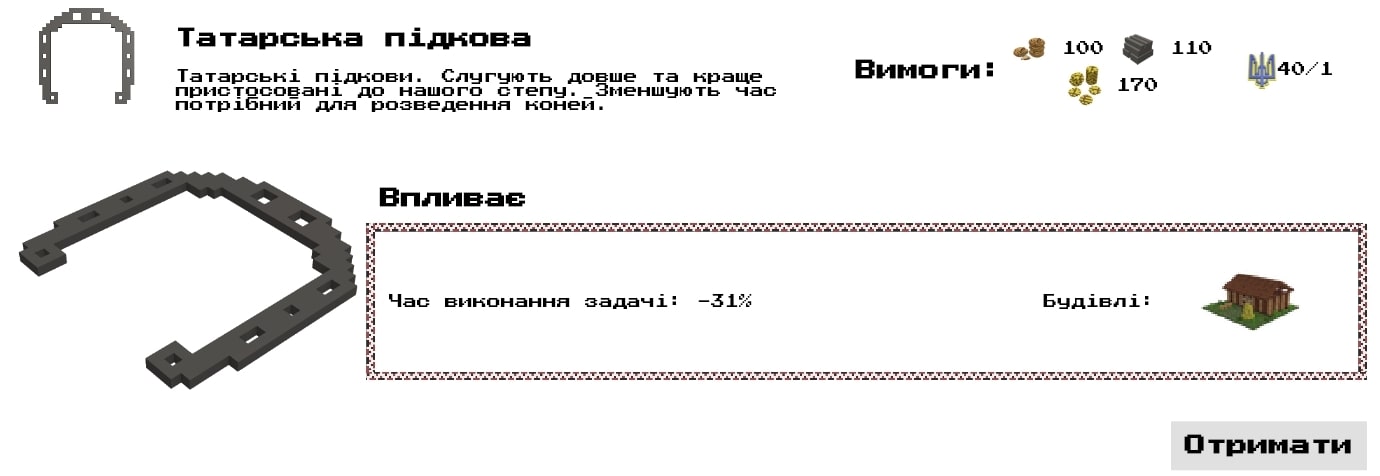 Татарська підкова
Татарські підкови. Слугують довше та краще
пристосовані до нашого степу. Зменшують час
потрібний для розведення коней.
Вимоги:
100
110
170
40/1
Впливає
Час виконання задачі: -31%
Будівлі:
Отримати